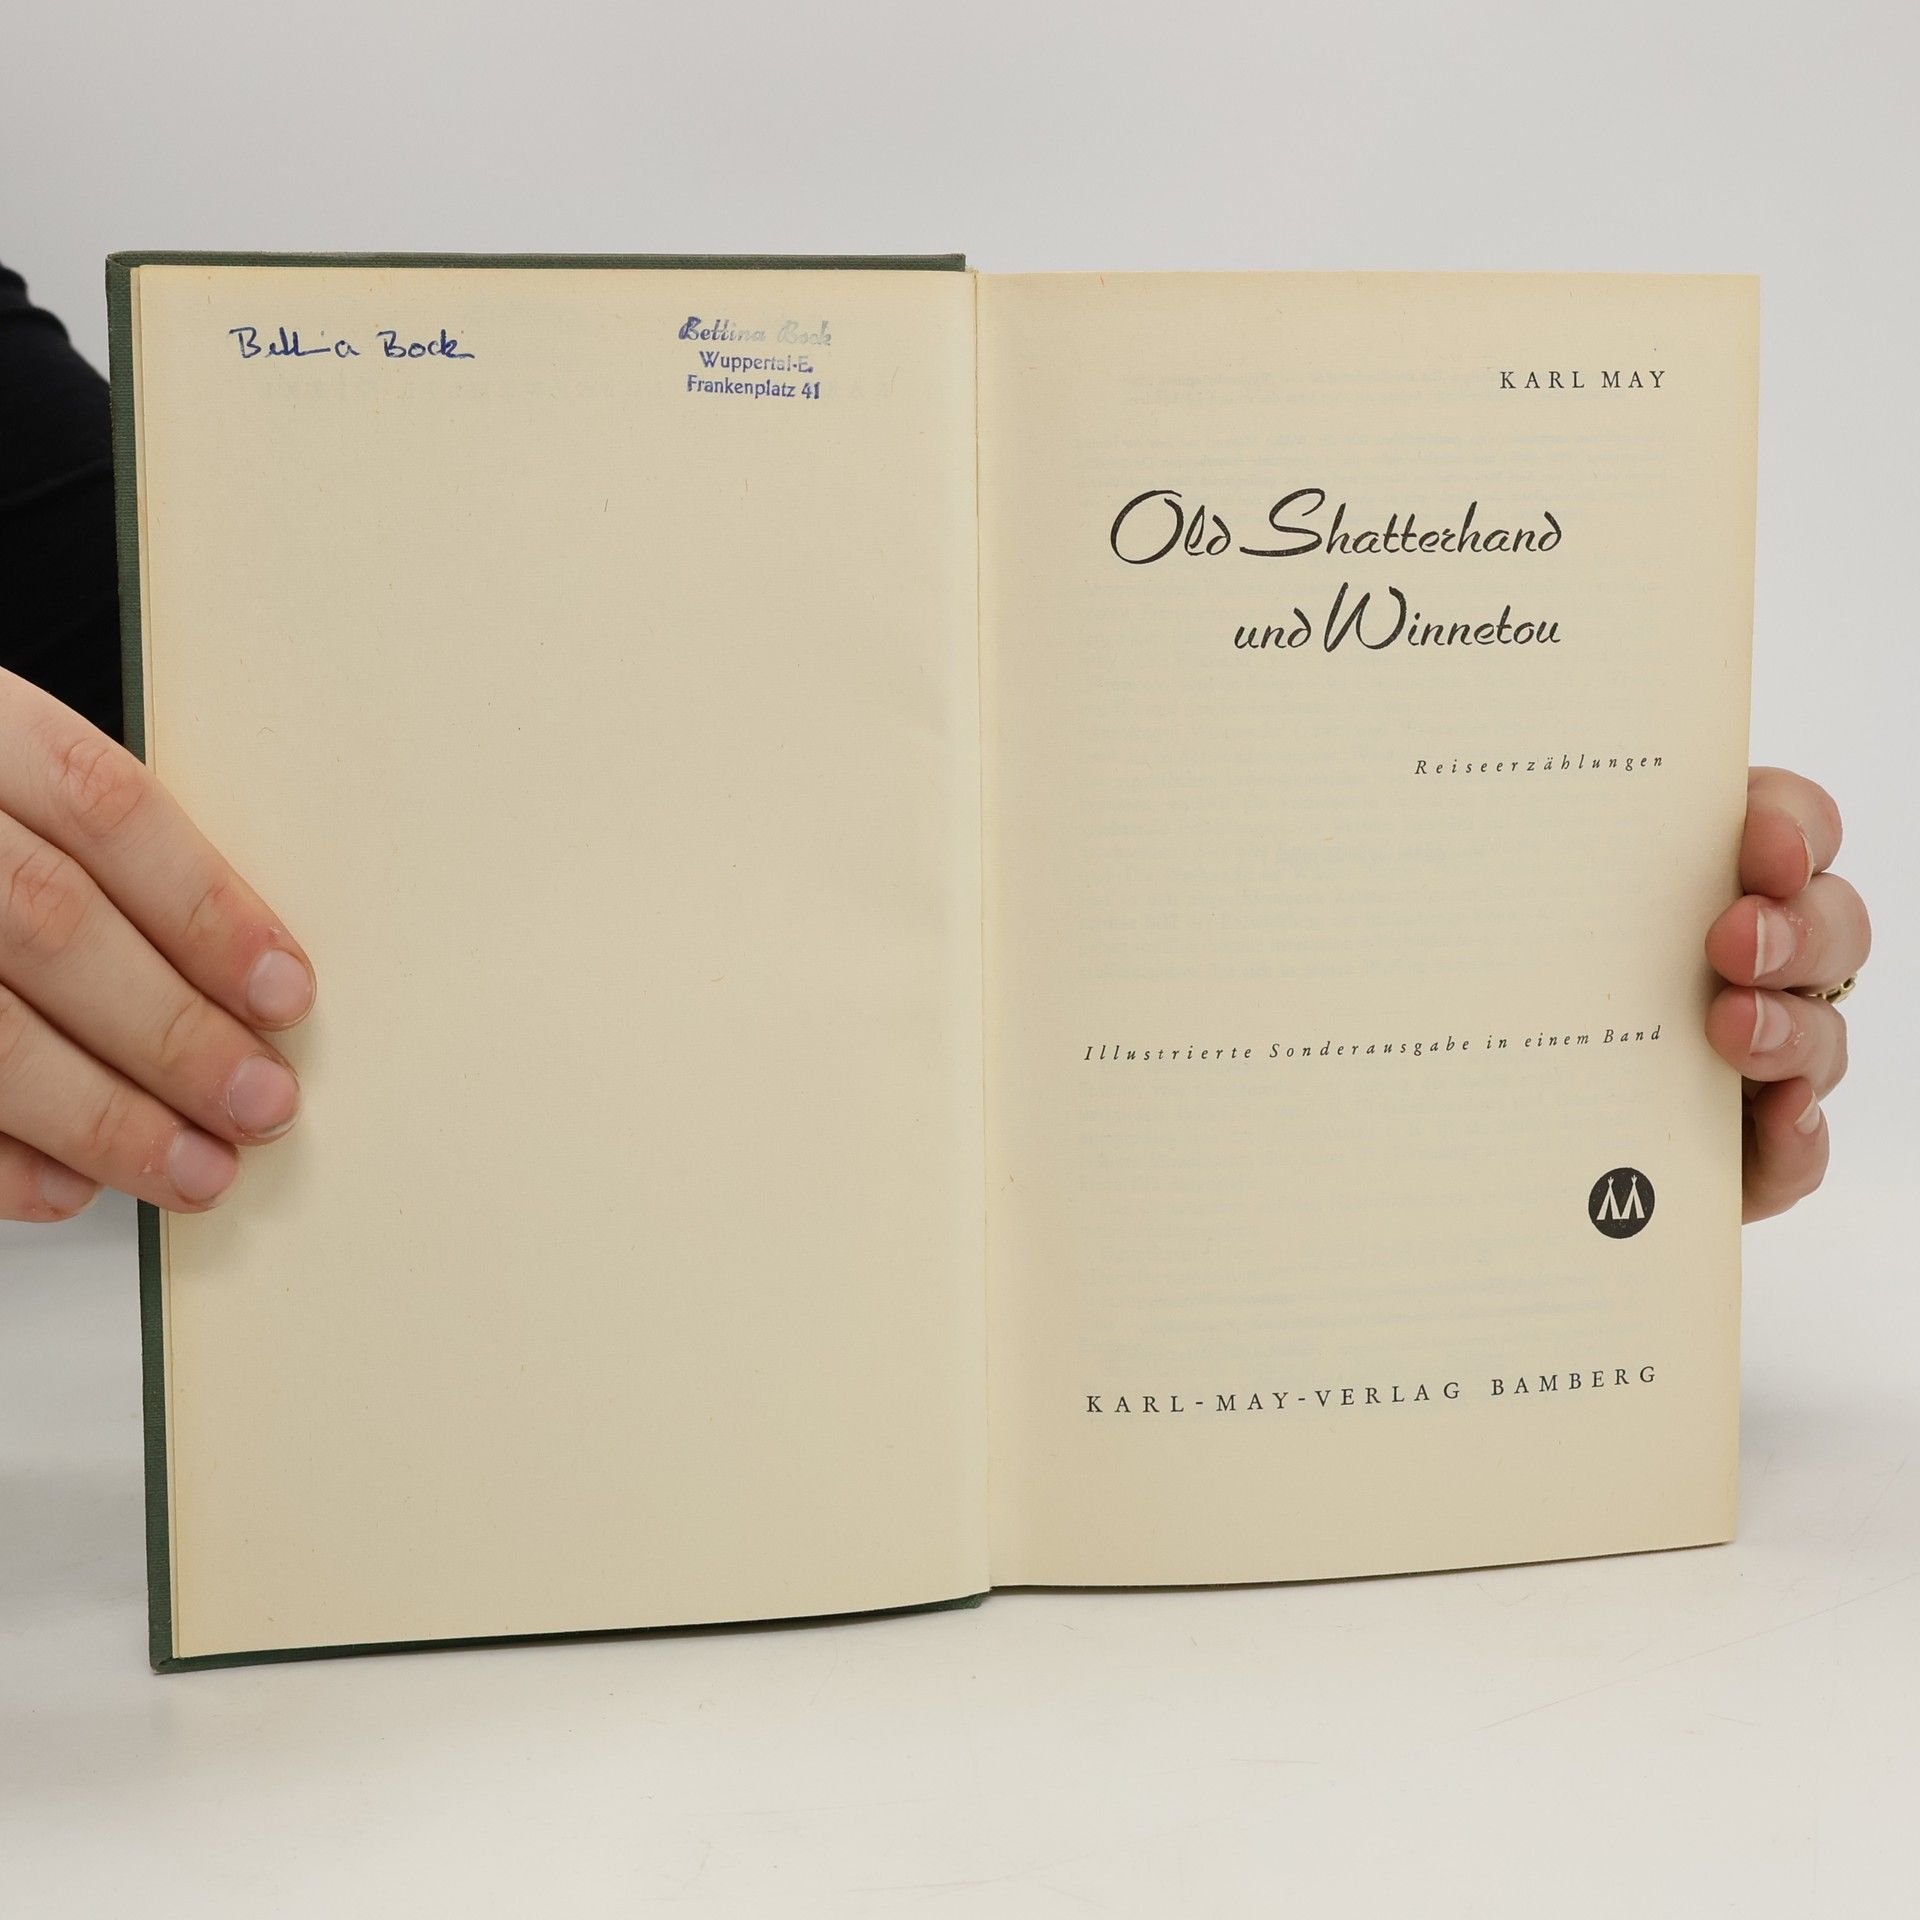 Bettina Bock
Bettina Bock
Wuppertal-E.
Frankenplatz 41
KARL MAY
Old Shatterhand
und Winnetou
Reiseerzählungen
Illustrierte Sonderausgabe in einem Band
KARL-MAY-VERLAG BAMBERG